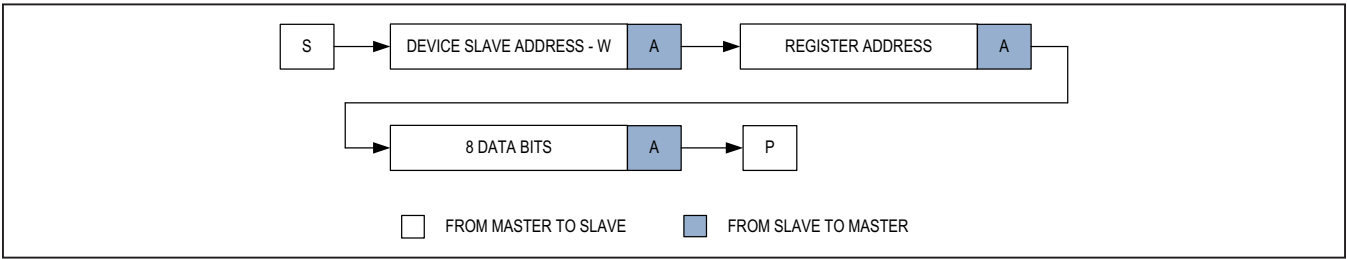 S DEVICE SLAVE ADDRESS - W A REGISTER ADDRESS A
8 DATA BITS A P
FROM MASTER TO SLAVE FROM SLAVE TO MASTER